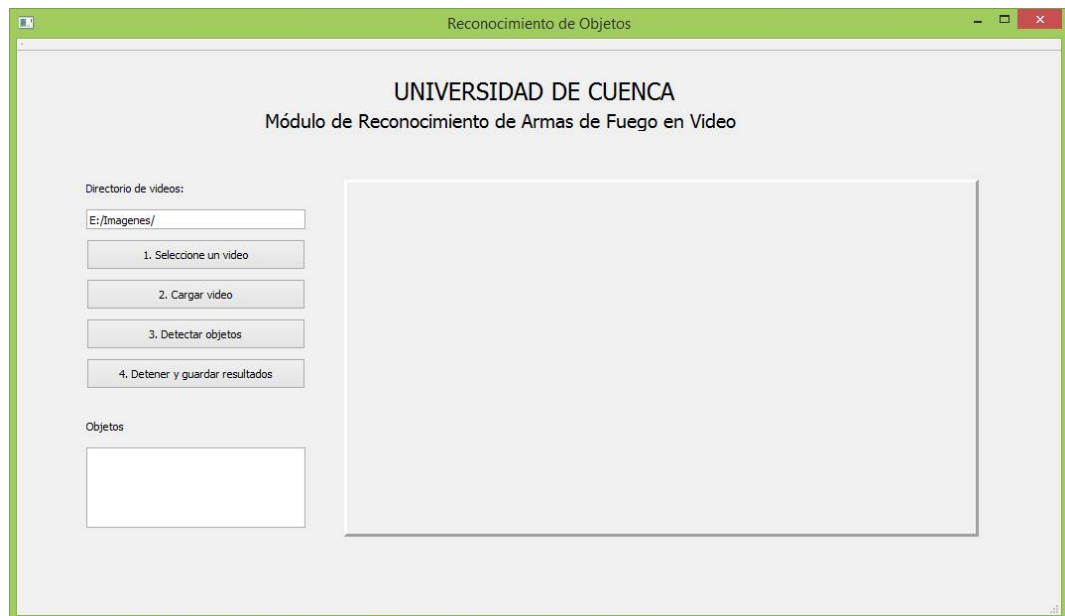 Reconocimiento de Objetos
UNIVERSIDAD DE CUENCA
Módulo de Reconocimiento de Armas de Fuego en Video
Directorio de videos:
E:/Imagenes/
1. Seleccione un video
2. Cargar video
3. Detectar objetos
4. Detener y guardar resultados
Objetos